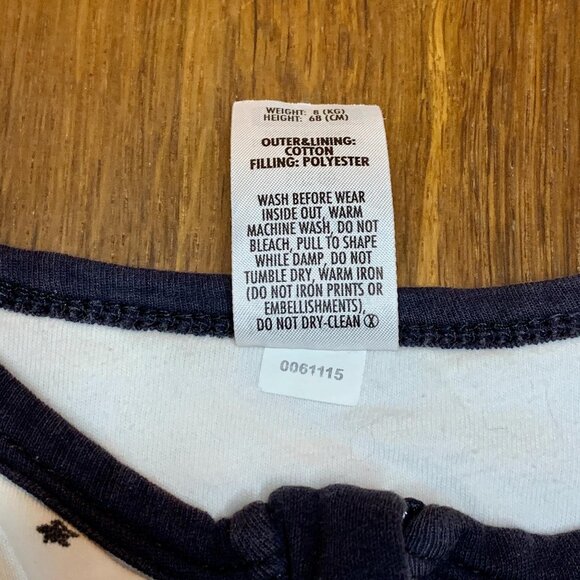 WEIGHT: 8 (KG)
HEIGHT: 68 (CM)
OUTER&LINING:
COTTON
FILLING: POLYESTER
WASH BEFORE WEAR
INSIDE OUT, WARM
MACHINE WASH, DO NOT
BLEACH, PULL TO SHAPE
WHILE DAMP, DO NOT
TUMBLE DRY, WARM IRON
(DO NOT IRON PRINTS OR
EMBELLISHMENTS),
DO NOT DRY-CLEAN Ⓧ
0061115